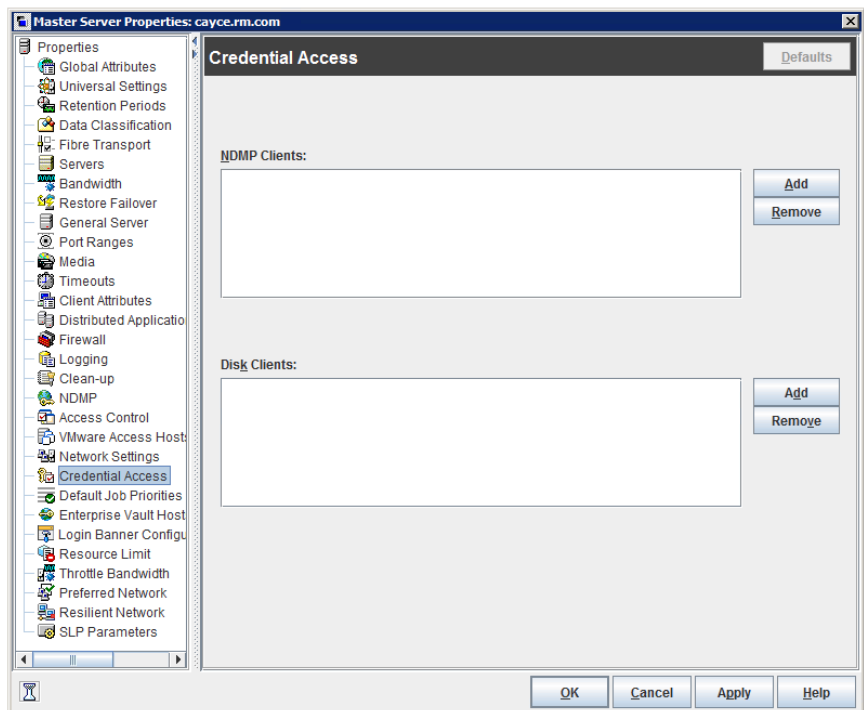 Master Server Properties: cayce.rm.com
Properties
Global Attributes
Universal Settings
Retention Periods
Data Classification
Fibre Transport
Servers
Bandwidth
Restore Failover
General Server
Port Ranges
Media
Timeouts
Client Attributes
Distributed Applicatio
Firewall
Logging
Clean-up
NDMP
Access Control
VMware Access Hosts
Network Settings
Credential Access
Default Job Priorities
Enterprise Vault Host
Login Banner Configu
Resource Limit
Throttle Bandwidth
Preferred Network
Resilient Network
SLP Parameters
Credential Access
Defaults
NDMP Clients:
Add
Remove
Disk Clients:
Add
Remove
OK
Cancel
Apply
Help